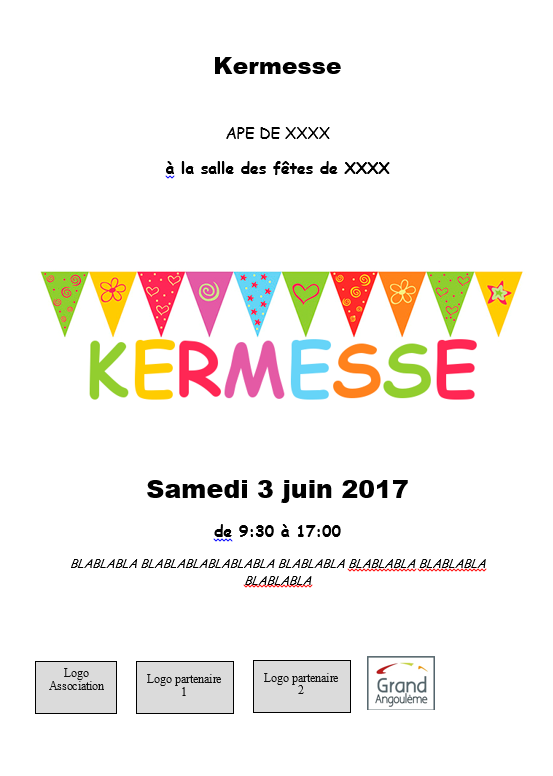 Kermesse
APE DE XXXX
à la salle des fêtes de XXXX
KERMESSE
Samedi 3 juin 2017
de 9:30 à 17:00
BLABLABLA BLABLABLABLABLA BLABLABLA BLABLABLA BLABLABLA
BLABLABLA
Logo
Association
Logo partenaire
1
Logo partenaire
2
Grand
Angoulême